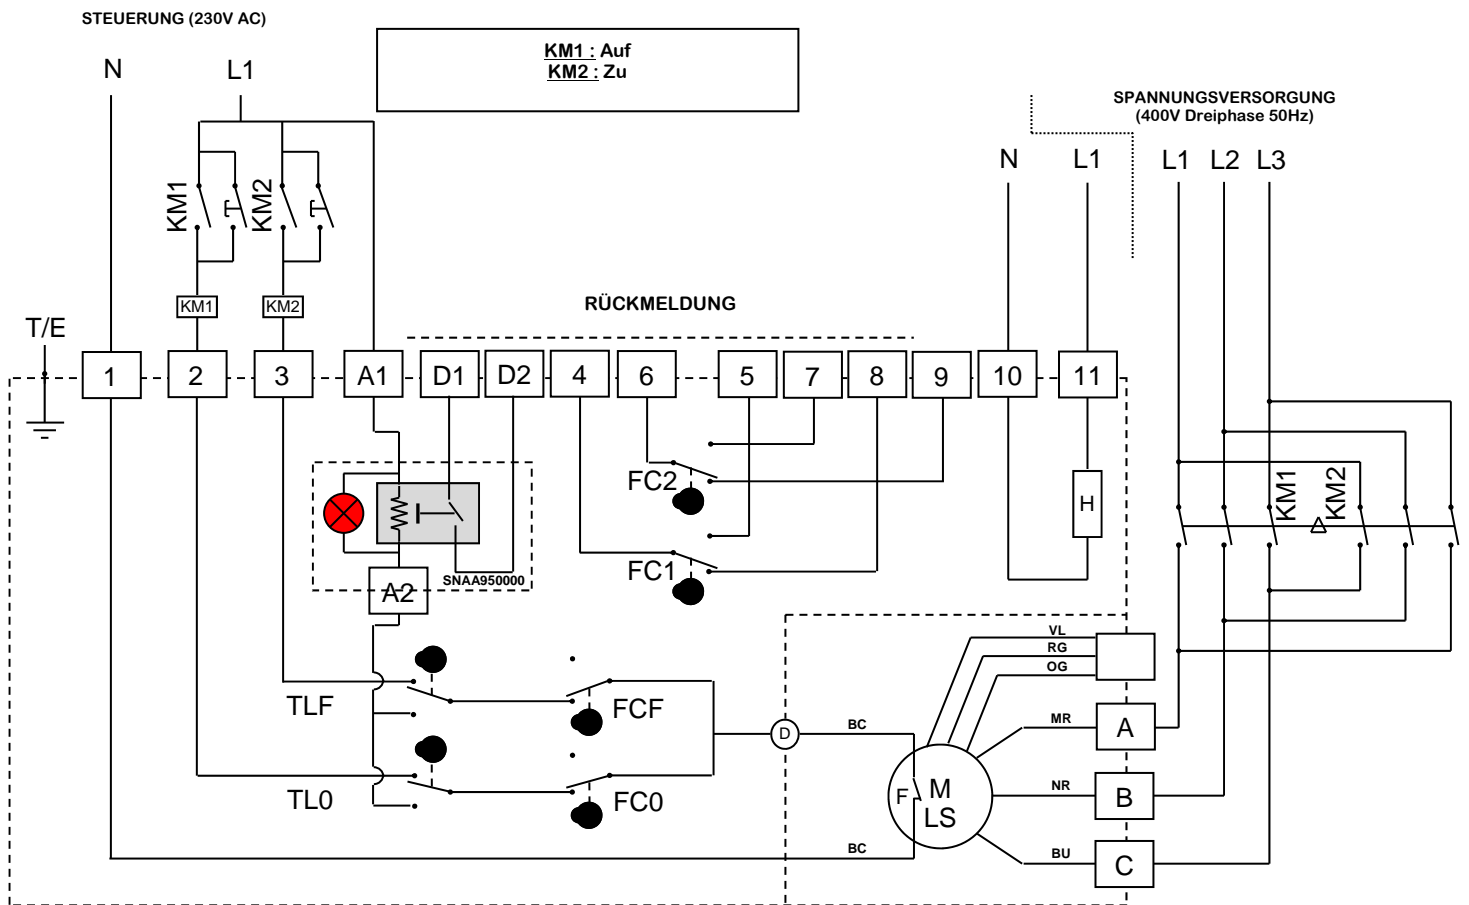 STEUERUNG (230V AC)
KM1 : Auf
KM2 : Zu
N
L1
SPANNUNGSVERSORGUNG
(400V Dreiphase 50Hz)
N
L1
L1
L2
L3
KM1
KM2
KM1
KM2
RÜCKMELDUNG
T/E
1
2
3
A1
D1
D2
4
6
5
7
8
9
10
11
FC2
H
KM1
KM2
FC1
SNAA950000
A2
VL
RG
OG
TLF
FCF
D
BC
MR
A
TL0
FC0
F
M
LS
NR
B
BC
BU
C